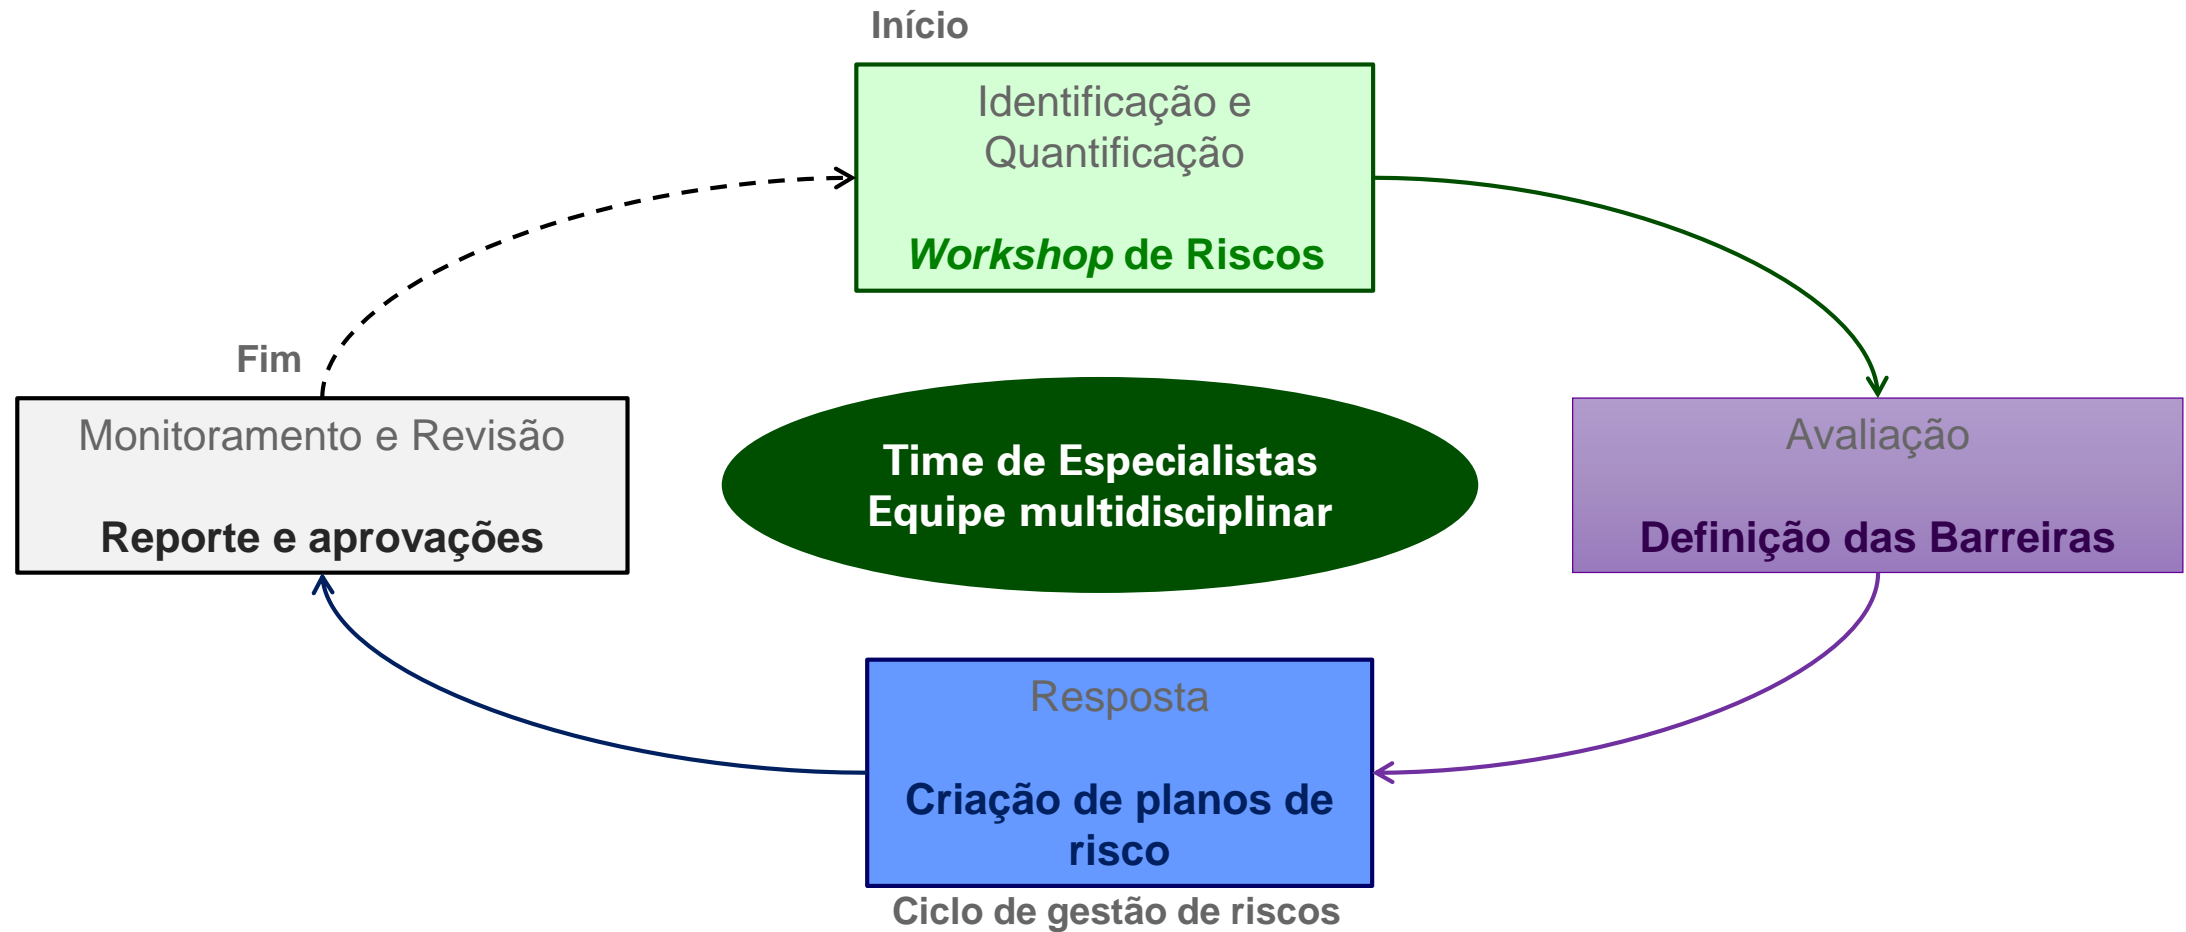 Início
Identificação e
Quantificação
Workshop de Riscos
Fim
Monitoramento e Revisão
Reporte e aprovações
Time de Especialistas
Equipe multidisciplinar
Avaliação
Definição das Barreiras
Resposta
Criação de planos de
risco
Ciclo de gestão de riscos